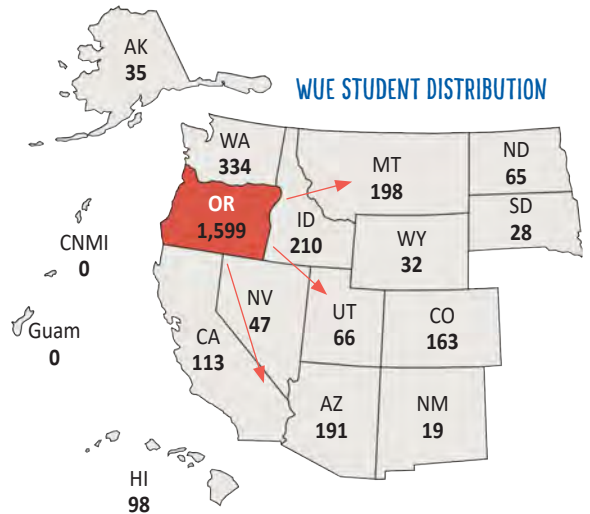 AK
35
WUE STUDENT DISTRIBUTION
WA
334
MT
198
ND
65
OR
1,599
ID
210
SD
28
WY
32
CNMI
0
NV
47
UT
66
CO
163
Guam
0
CA
113
AZ
191
NM
19
HI
98